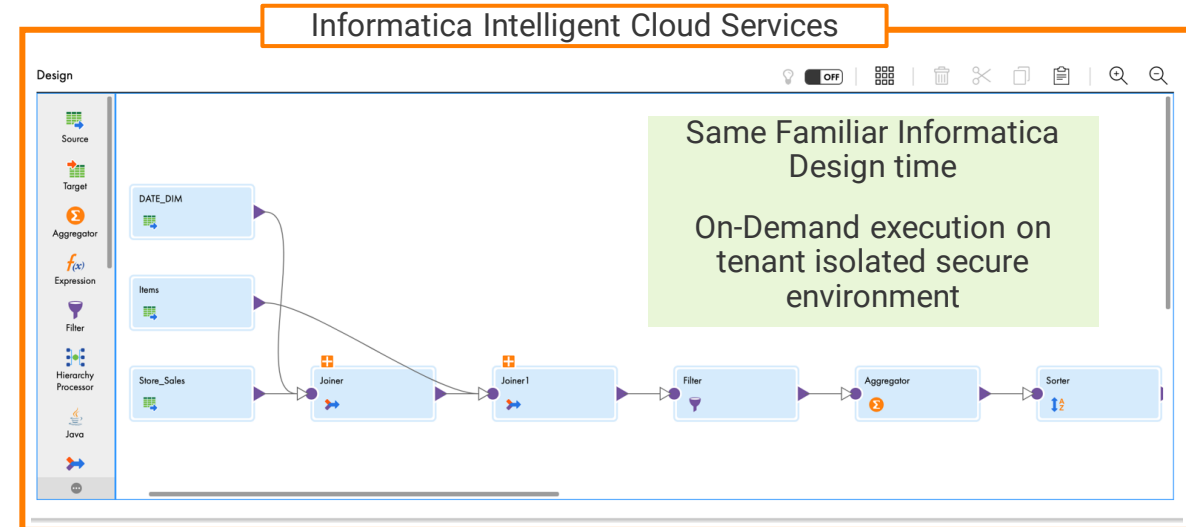 Informatica Intelligent Cloud Services
Design
OFF
Source
Target
Aggregator
f(x)
Expression
Filter
Hierarchy
Processor
Java
Same Familiar Informatica
Design time
On-Demand execution on
tenant isolated secure
environment
DATE_DIM
Items
Store_Sales
Joiner
Joiner1
Filter
Aggregator
Sorter
A
Z